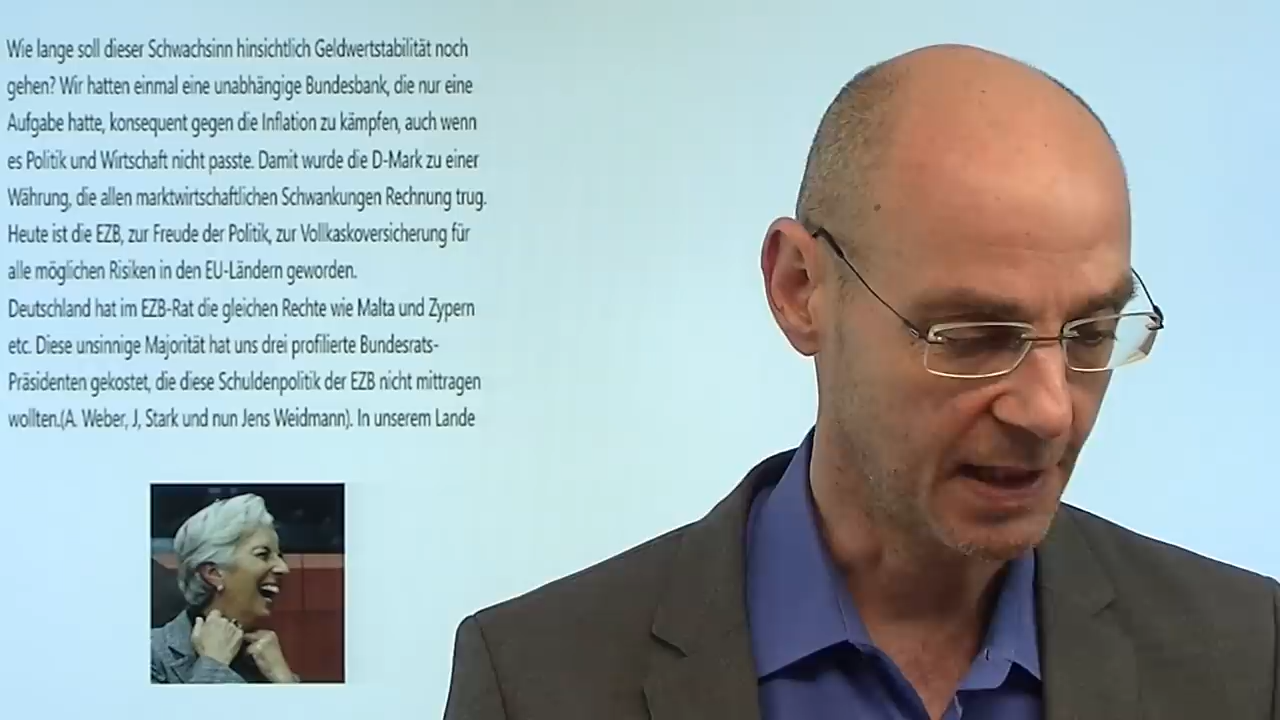 Wie lange soll dieser Schwachsinn hinsichtlich Geldwertstabilität noch
gehen? Wir hatten einmal eine unabhängige Bundesbank, die nur eine
Aufgabe hatte, konsequent gegen die Inflation zu kämpfen, auch wenn
es Politik und Wirtschaft nicht passte. Damit wurde die D-Mark zu einer
Währung, die allen marktwirtschaftlichen Schwankungen Rechnung trug.
Heute ist die EZB, zur Freude der Politik, zur Vollkaskoversicherung für
alle möglichen Risiken in den EU-Ländern geworden.
Deutschland hat im EZB-Rat die gleichen Rechte wie Malta und Zypern
etc. Diese unsinnige Majorität hat uns drei profilierte Bundesrats-
Präsidenten gekostet, die diese Schuldenpolitik der EZB nicht mittragen
wollten.(A. Weber, J, Stark und nun Jens Weidmann). In unserem Lande